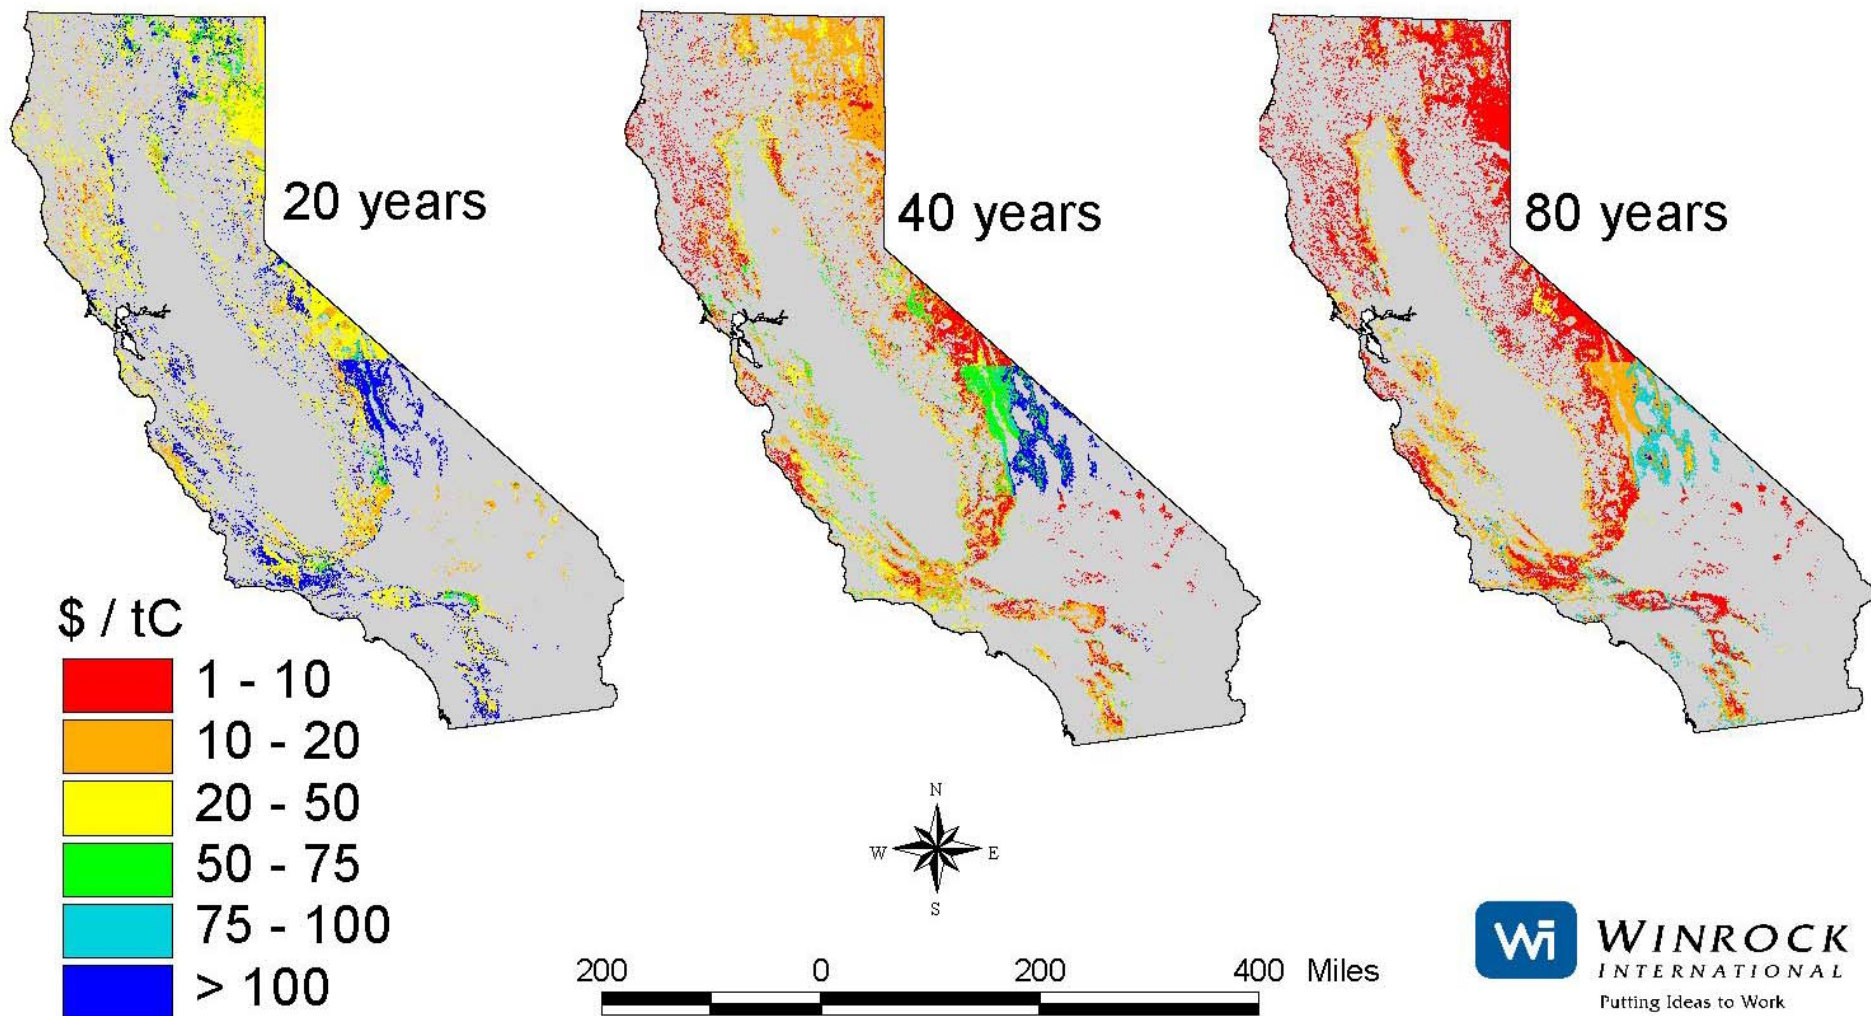 20 years
40 years
80 years
$ / tC
1 - 10
10 - 20
20 - 50
50 - 75
75 - 100
> 100
N
W E
S
200 0 200 400 Miles
Wi WINROCK
INTERNATIONAL
Putting Ideas to Work